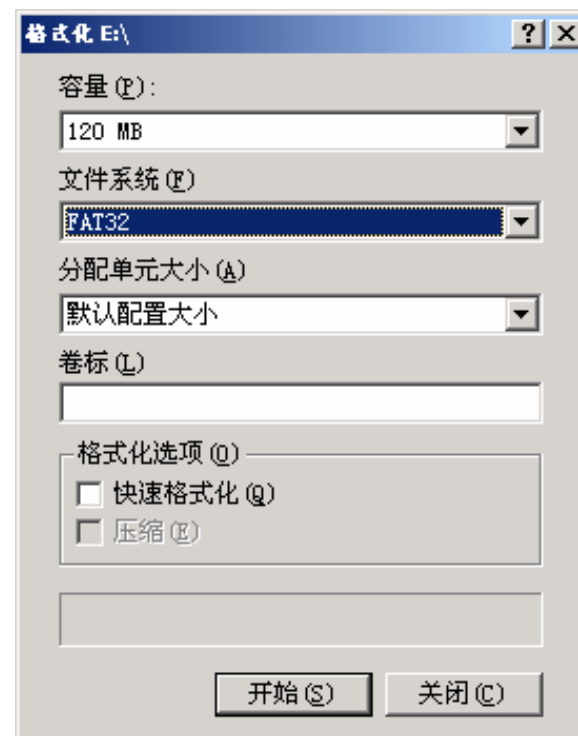 格式化 E:\
容量(P):
120 MB
文件系统(F)
FAT32
分配单元大小(A)
默认配置大小
卷标(L)
格式化选项(O)
快速格式化(Q)
压缩(E)
开始(S) 关闭(C)